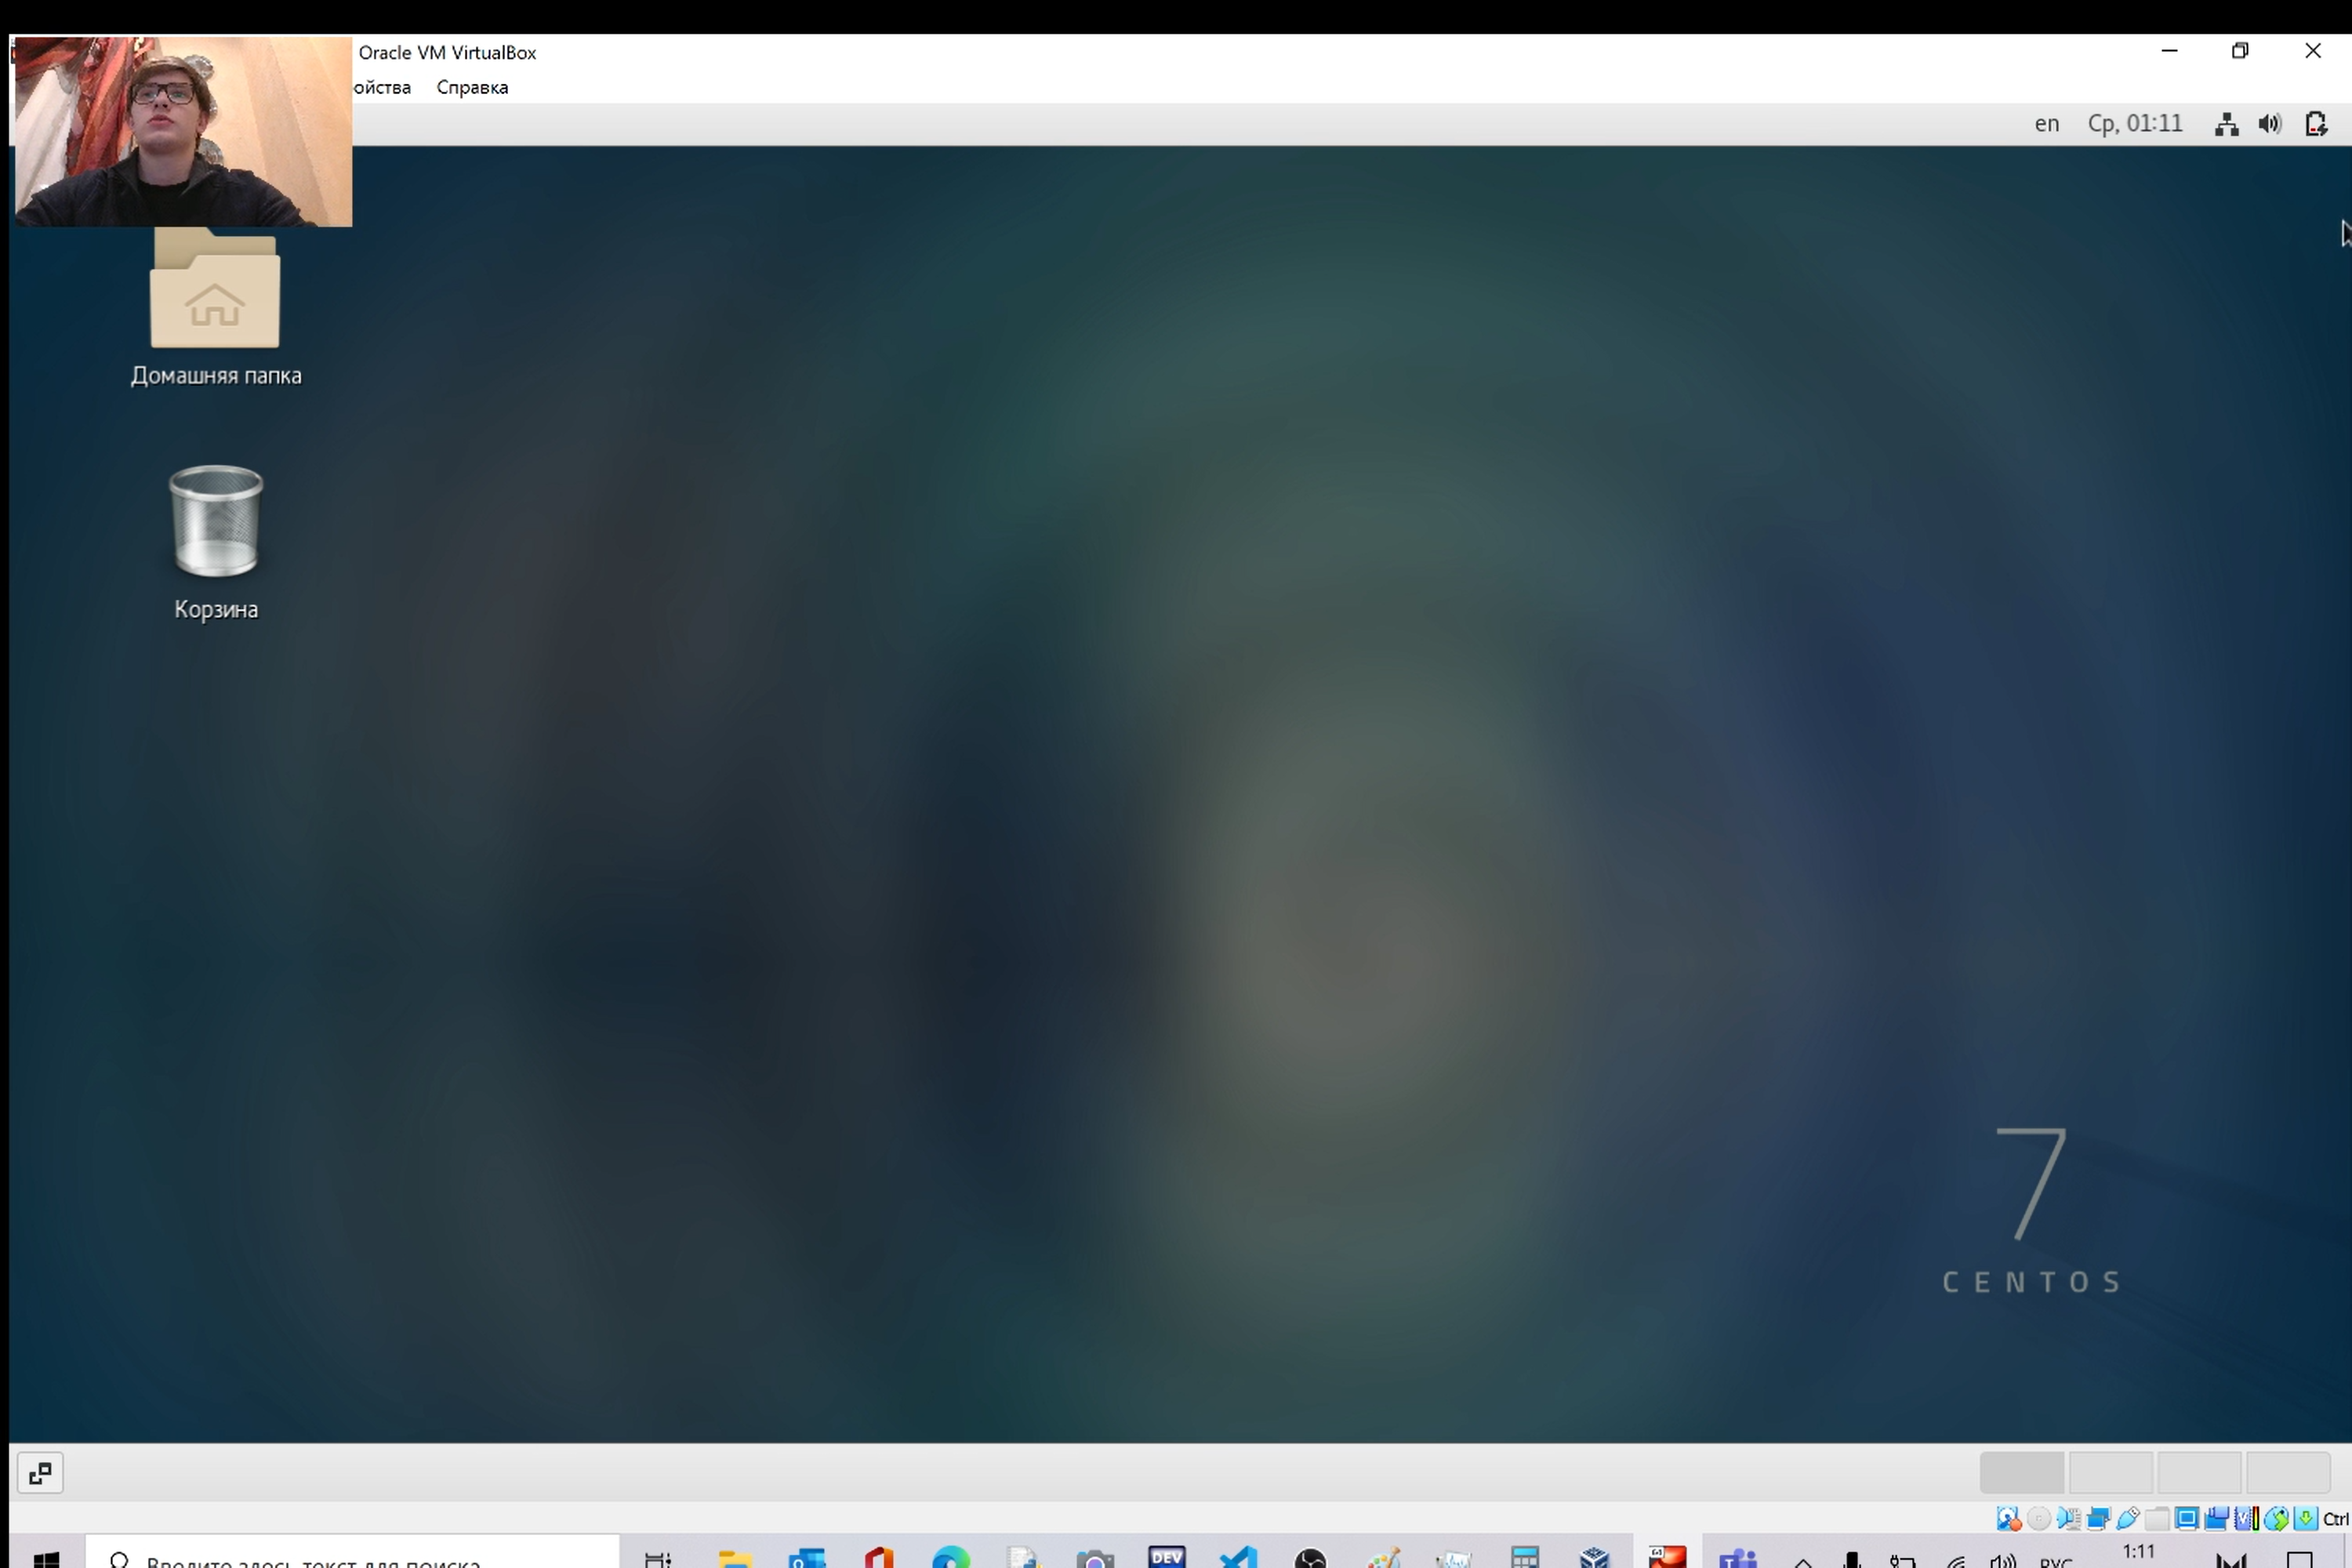 Oracle VM VirtualBox
ойства Справка
en Ср, 01:11
Домашняя папка
Корзина
7
CENTOS
Ctrl
Введите здесь текст для поиска
DEV
РУС
1:11